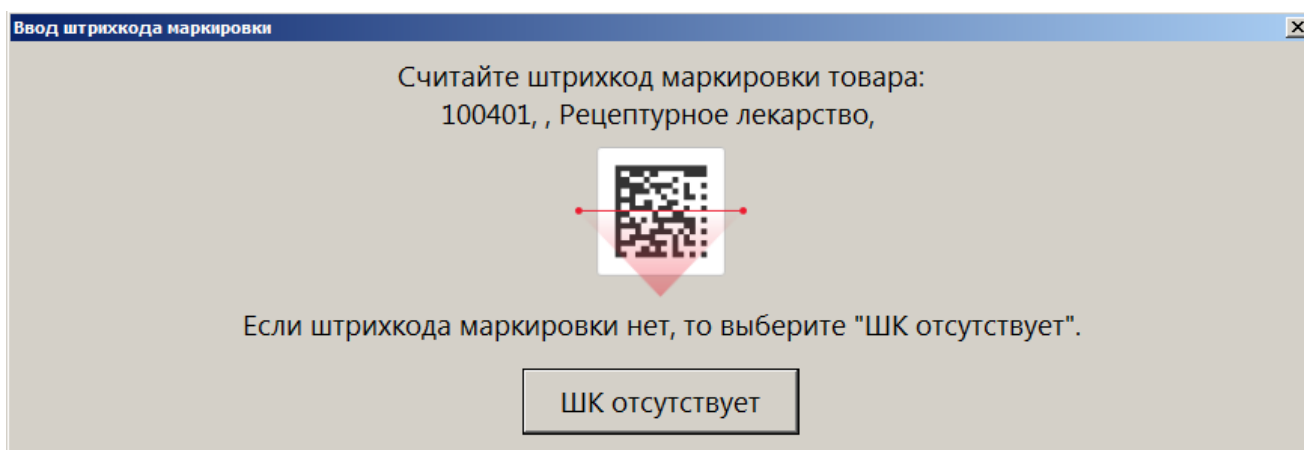 Ввод штрихкода маркировки
Считайте штрихкод маркировки товара:
100401, , Рецептурное лекарство,
Если штрихкода маркировки нет, то выберите "ШК отсутствует".
ШК отсутствует